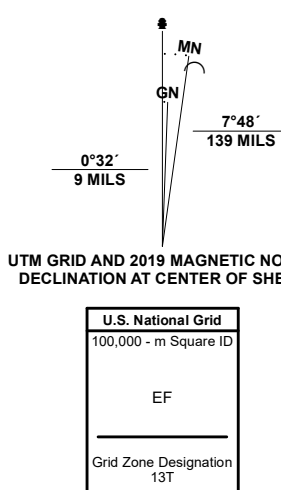 MN
GN
7°48´
139 MILS
0°32´
9 MILS
UTM GRID AND 2019 MAGNETIC NO
DECLINATION AT CENTER OF SHE
U.S. National Grid
100,000 - m Square ID
EF
Grid Zone Designation
13T